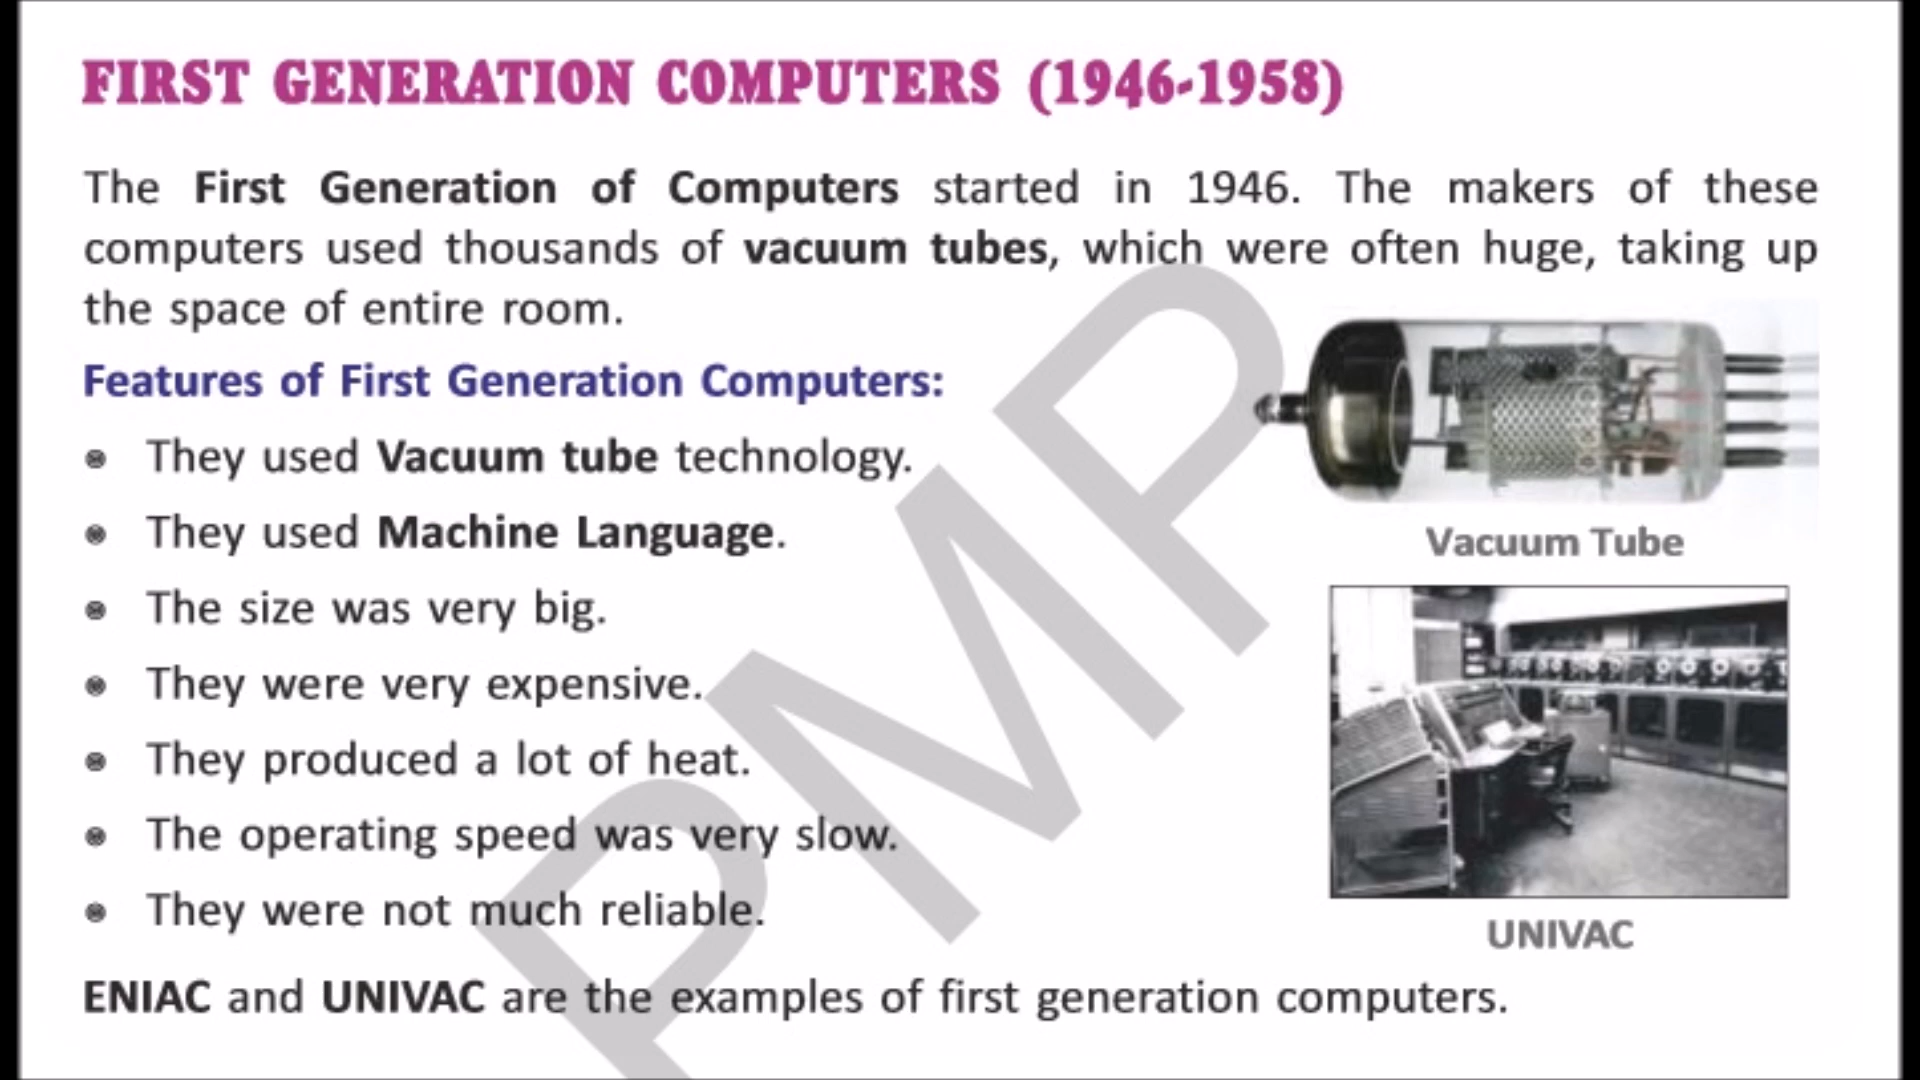 FIRST GENERATION COMPUTERS (1946-1958)
The First Generation of Computers started in 1946. The makers of these
computers used thousands of vacuum tubes, which were often huge, taking up
the space of entire room.
Features of First Generation Computers:
They used Vacuum tube technology.
They used Machine Language.
The size was very big.
They were very expensive.
They produced a lot of heat.
The operating speed was very slow.
They were not much reliable.
Vacuum Tube
UNIVAC
ENIAC and UNIVAC are the examples of first generation computers.
PMP